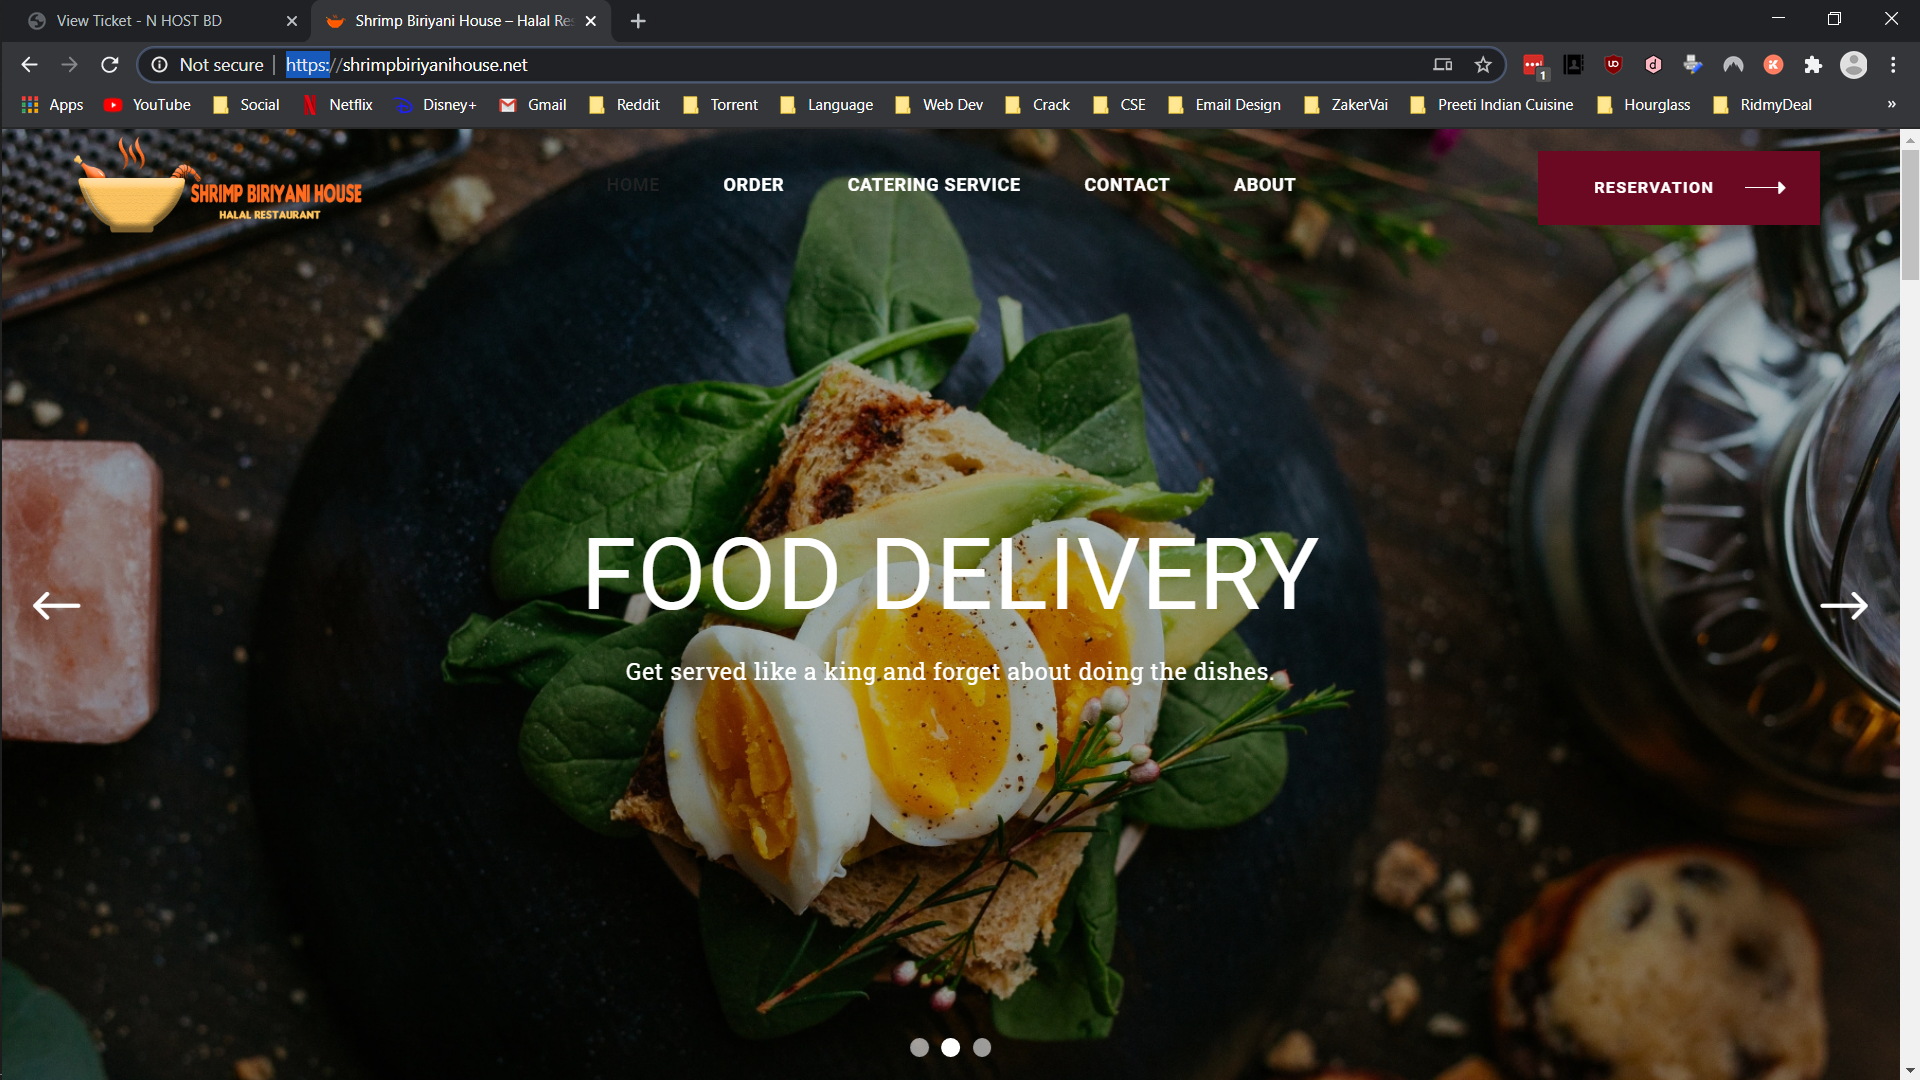 View Ticket - N HOST BD
Shrimp Biriyani House – Halal Res
Not secure | https://shrimpbiriyanihouse.net
1
Apps YouTube Social Netflix Disney+ Gmail Reddit Torrent Language Web Dev Crack CSE Email Design ZakerVai Preeti Indian Cuisine Hourglass RidmyDeal »
SHRIMP BIRIYANI HOUSE
HALAL RESTAURANT
HOME ORDER CATERING SERVICE CONTACT ABOUT
RESERVATION
FOOD DELIVERY
Get served like a king and forget about doing the dishes.